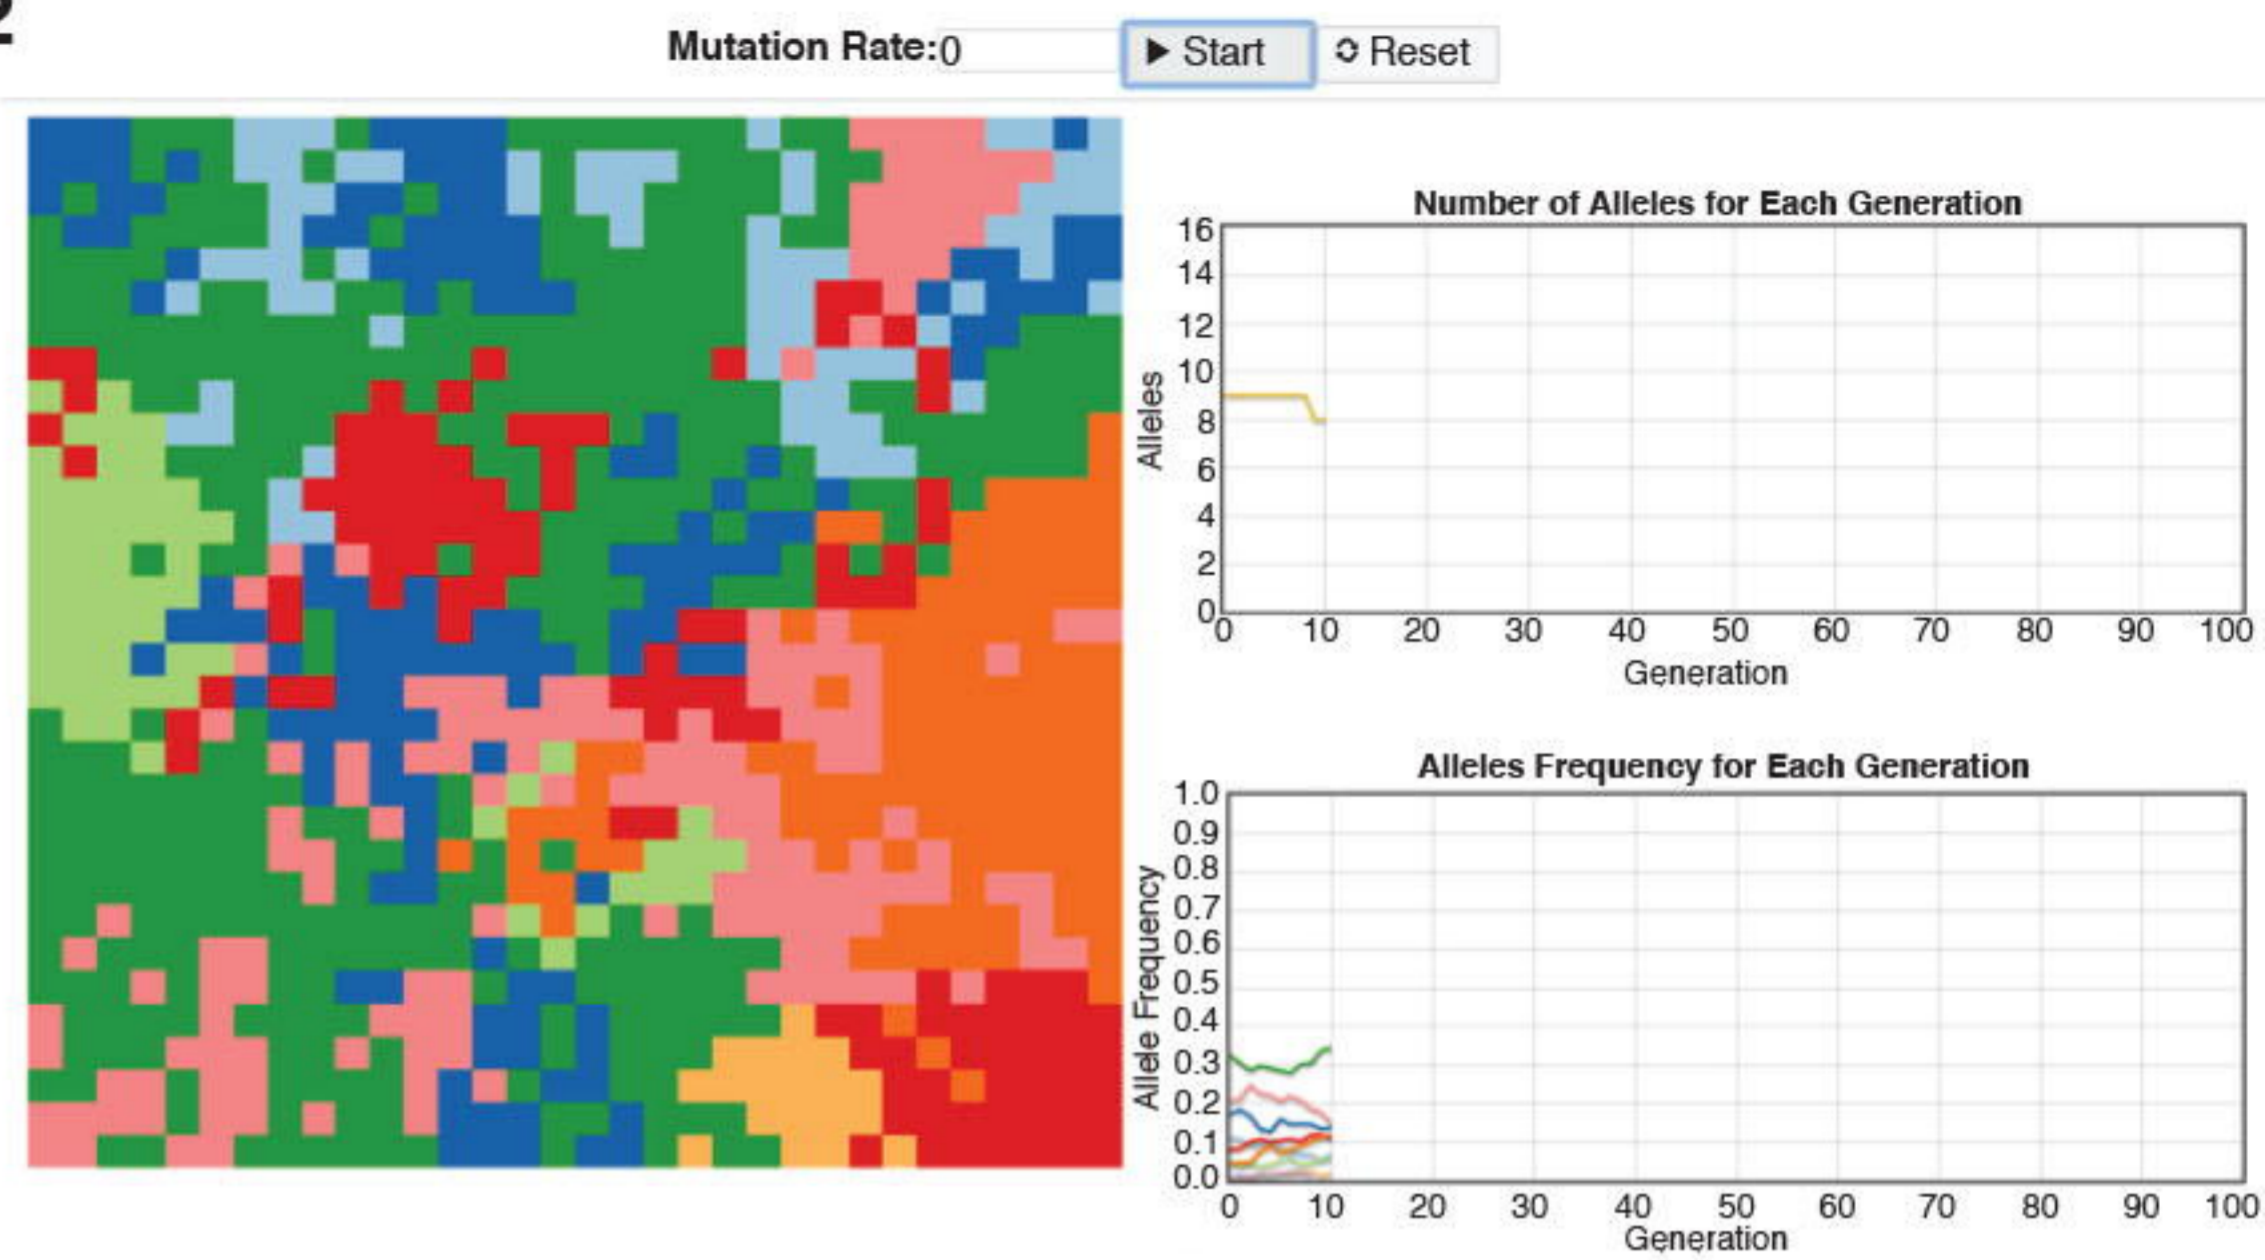 2
Mutation Rate:0
Start
Reset
Number of Alleles for Each Generation
16
14
12
10
8
6
4
2
0
Alleles
0 10 20 30 40 50 60 70 80 90 100
Generation
Alleles Frequency for Each Generation
1.0
0.9
0.8
0.7
0.6
0.5
0.4
0.3
0.2
0.1
0.0
Allele Frequency
0 10 20 30 40 50 60 70 80 90 100
Generation